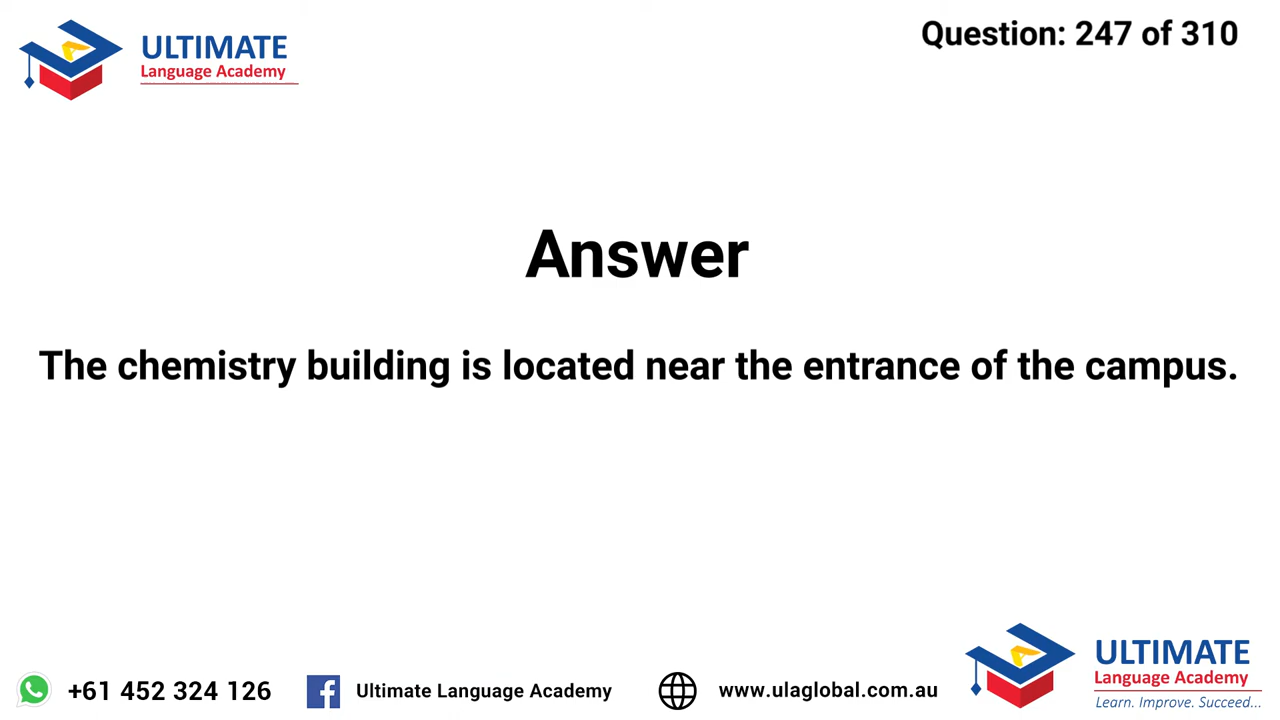 ULTIMATE
Language Academy
Question: 247 of 310
Answer
The chemistry building is located near the entrance of the campus.
+61 452 324 126
Ultimate Language Academy
www.ulaglobal.com.au
ULTIMATE
Language Academy
Learn. Improve. Succeed...